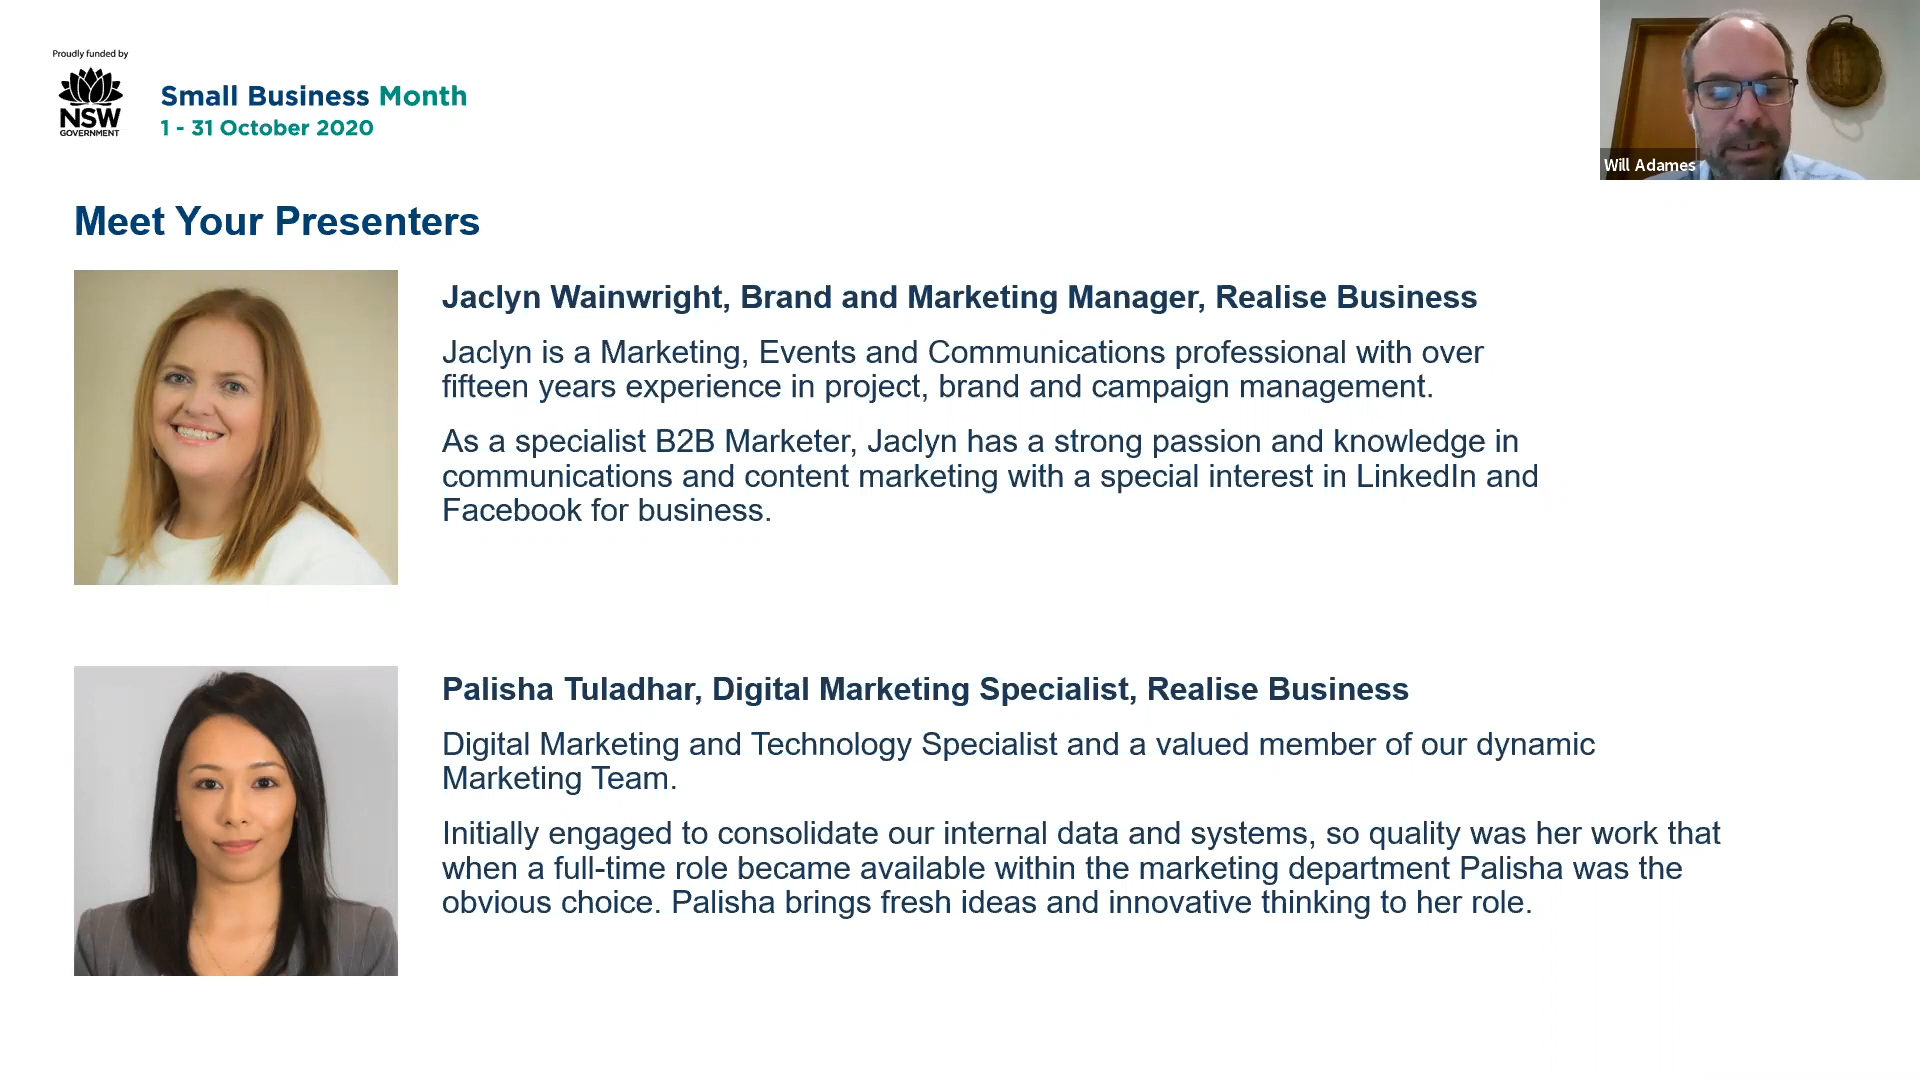 Proudly funded by
NSW
GOVERNMENT
Small Business Month
1 - 31 October 2020
Will Adames
Meet Your Presenters
Jaclyn Wainwright, Brand and Marketing Manager, Realise Business
Jaclyn is a Marketing, Events and Communications professional with over
fifteen years experience in project, brand and campaign management.
As a specialist B2B Marketer, Jaclyn has a strong passion and knowledge in
communications and content marketing with a special interest in LinkedIn and
Facebook for business.
Palisha Tuladhar, Digital Marketing Specialist, Realise Business
Digital Marketing and Technology Specialist and a valued member of our dynamic
Marketing Team.
Initially engaged to consolidate our internal data and systems, so quality was her work that
when a full-time role became available within the marketing department Palisha was the
obvious choice. Palisha brings fresh ideas and innovative thinking to her role.